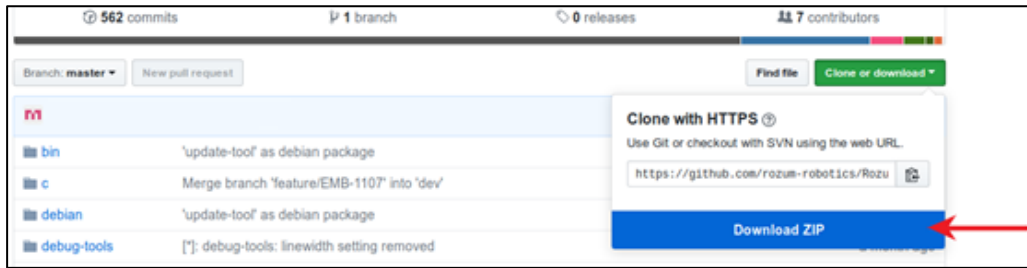 562 commits 1 branch 0 releases 7 contributors
Branch: master New pull request Find file Clone or download
Clone with HTTPS
bin 'update-tool' as debian package
Use Git or checkout with SVN using the web URL.
c Merge branch 'feature/EMB-1107' into 'dev'
https://github.com/rozum-robotics/Rozu
debian 'update-tool' as debian package
Download ZIP
debug-tools [*]: debug-tools: linewidth setting removed